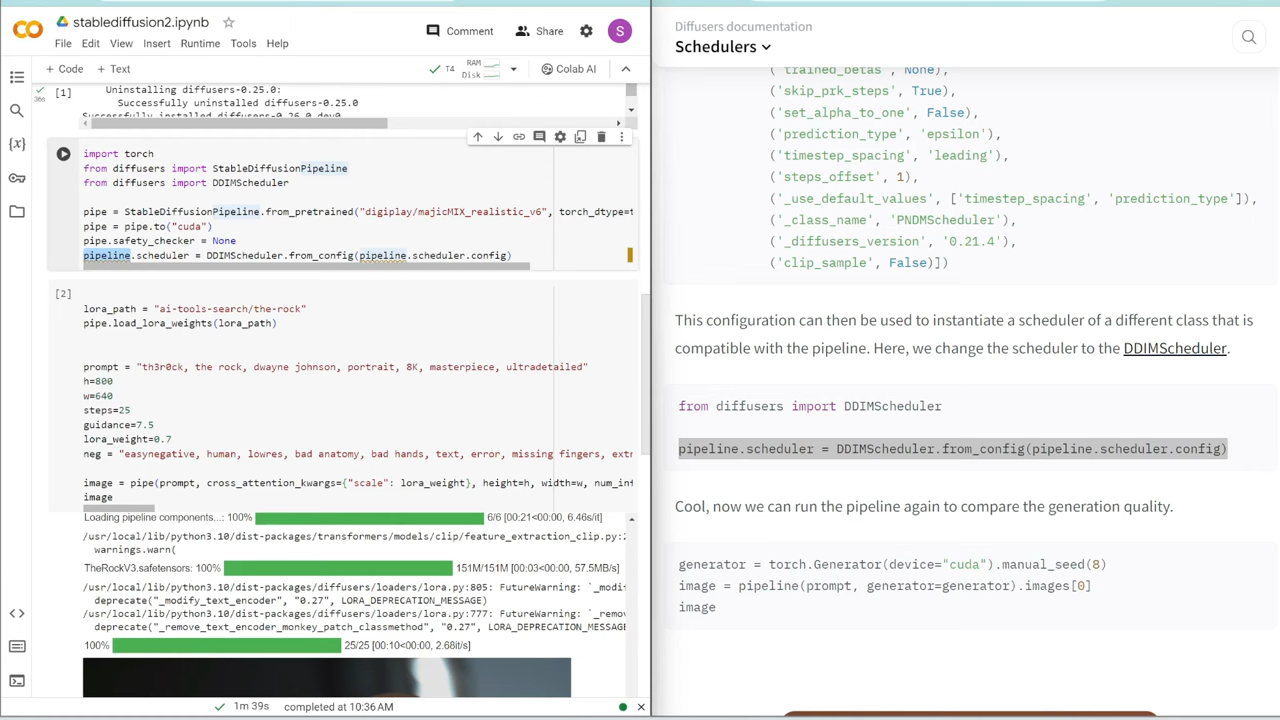 stablediffusion2.ipynb
Comment
Share
S
File Edit View Insert Runtime Tools Help
+ Code + Text
T4
RAM
Disk
Colab AI
[1]
36s
Uninstalling diffusers-0.25.0:
Successfully uninstalled diffusers-0.25.0
Successfully installed diffusers-0.26.0.dev0
import torch
from diffusers import StableDiffusionPipeline
from diffusers import DDIMScheduler
pipe = StableDiffusionPipeline.from_pretrained("digiplay/majicMIX_realistic_v6", torch_dtype=t
pipe = pipe.to("cuda")
pipe.safety_checker = None
pipeline.scheduler = DDIMScheduler.from_config(pipeline.scheduler.config)
[2]
lora_path = "ai-tools-search/the-rock"
pipe.load_lora_weights(lora_path)
prompt = "th3r0ck, the rock, dwayne johnson, portrait, 8K, masterpiece, ultradetailed"
h=800
w=640
steps=25
guidance=7.5
lora_weight=0.7
neg = "easynegative, human, lowres, bad anatomy, bad hands, text, error, missing fingers, ext
image = pipe(prompt, cross_attention_kwargs={"scale": lora_weight}, height=h, width=w, num_inf
image
Loading pipeline components...: 100% 6/6 [00:21<00:00, 6.46s/it]
/usr/local/lib/python3.10/dist-packages/transformers/models/clip/feature_extraction_clip.py:2
warnings.warn(
TheRockV3.safetensors: 100% 151M/151M [00:03<00:00, 57.5MB/s]
/usr/local/lib/python3.10/dist-packages/diffusers/loaders/lora.py:805: FutureWarning: `_modif
deprecate("_modify_text_encoder", "0.27", LORA_DEPRECATION_MESSAGE)
/usr/local/lib/python3.10/dist-packages/diffusers/loaders/lora.py:777: FutureWarning: `_remov
deprecate("_remove_text_encoder_monkey_patch_classmethod", "0.27", LORA_DEPRECATION_MESSAGE
100% 25/25 [00:10<00:00, 2.68it/s]
1m 39s completed at 10:36 AM
Diffusers documentation
Schedulers
('trained_betas', None),
('skip_prk_steps', True),
('set_alpha_to_one', False),
('prediction_type', 'epsilon'),
('timestep_spacing', 'leading'),
('steps_offset', 1),
('_use_default_values', ['timestep_spacing', 'prediction_type']),
('_class_name', 'PNDMScheduler'),
('_diffusers_version', '0.21.4'),
('clip_sample', False)])
This configuration can then be used to instantiate a scheduler of a different class that is
compatible with the pipeline. Here, we change the scheduler to the DDIMScheduler.
from diffusers import DDIMScheduler
pipeline.scheduler = DDIMScheduler.from_config(pipeline.scheduler.config)
Cool, now we can run the pipeline again to compare the generation quality.
generator = torch.Generator(device="cuda").manual_seed(8)
image = pipeline(prompt, generator=generator).images[0]
image